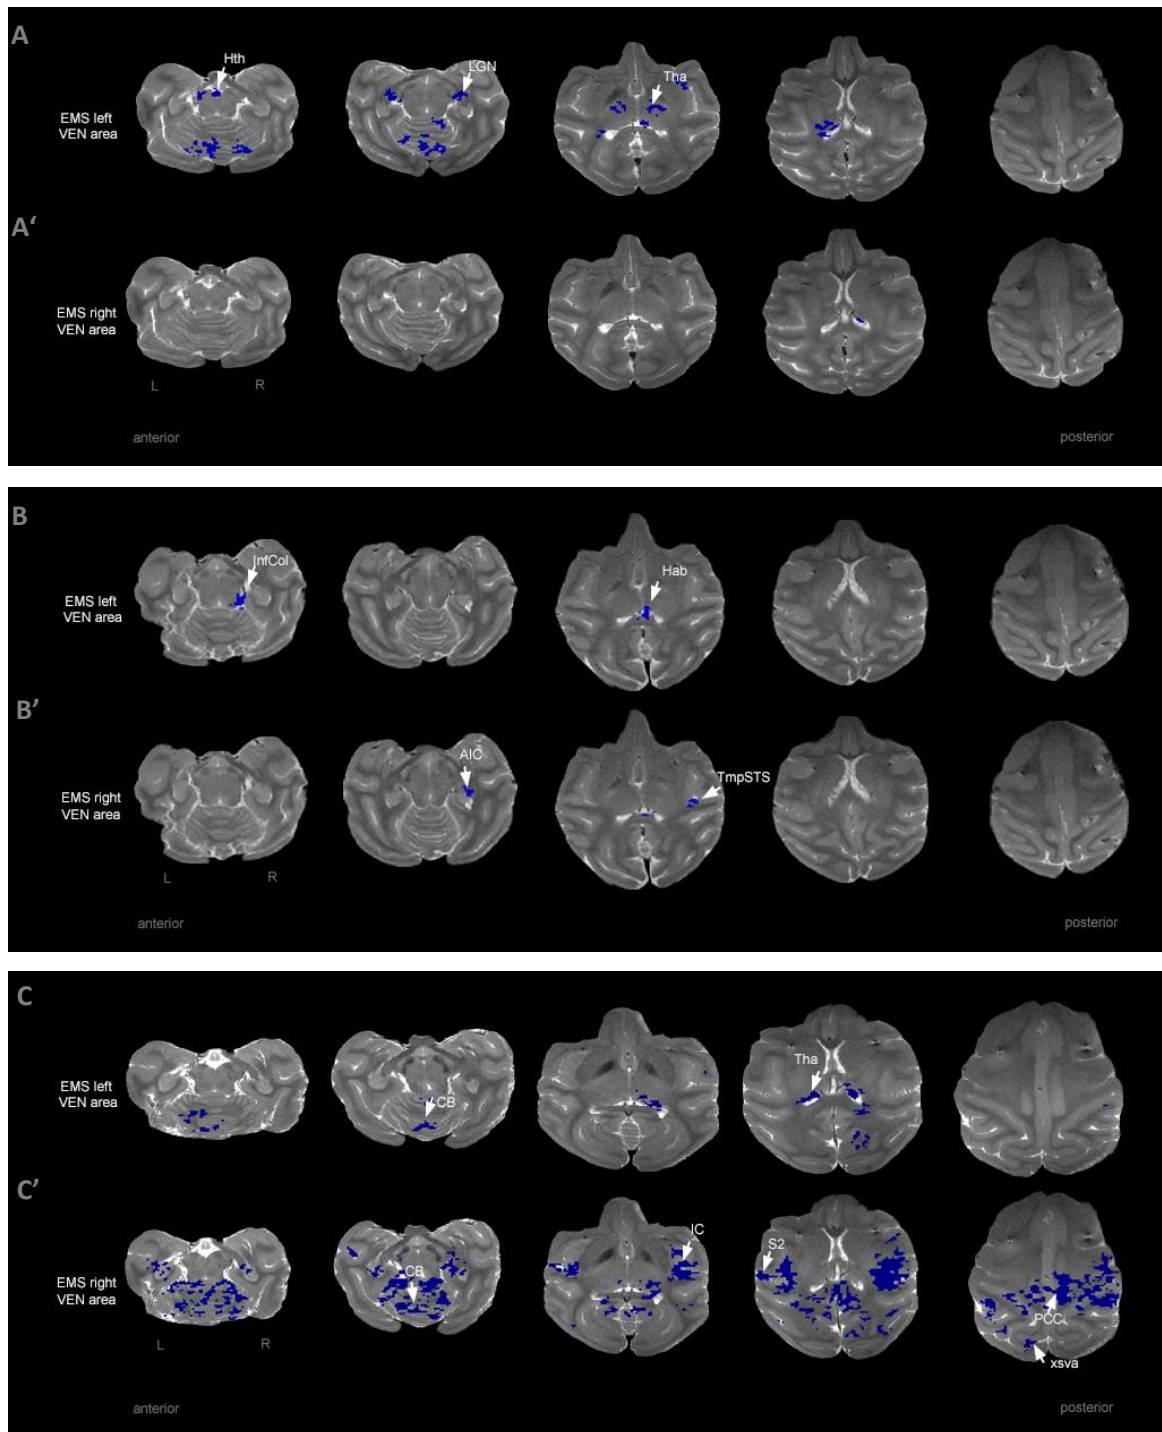 A
Hth
LGN
Tha
EMS left
VEN area
A‘
EMS right
VEN area
L
R
anterior
posterior
B
InfCol
Hab
EMS left
VEN area
B’
AIC
TmpSTS
EMS right
VEN area
L
R
anterior
posterior
C
Tha
EMS left
VEN area
CB
C’
IC
S2
CB
EMS right
VEN area
PCC
xsva
L
R
anterior
posterior